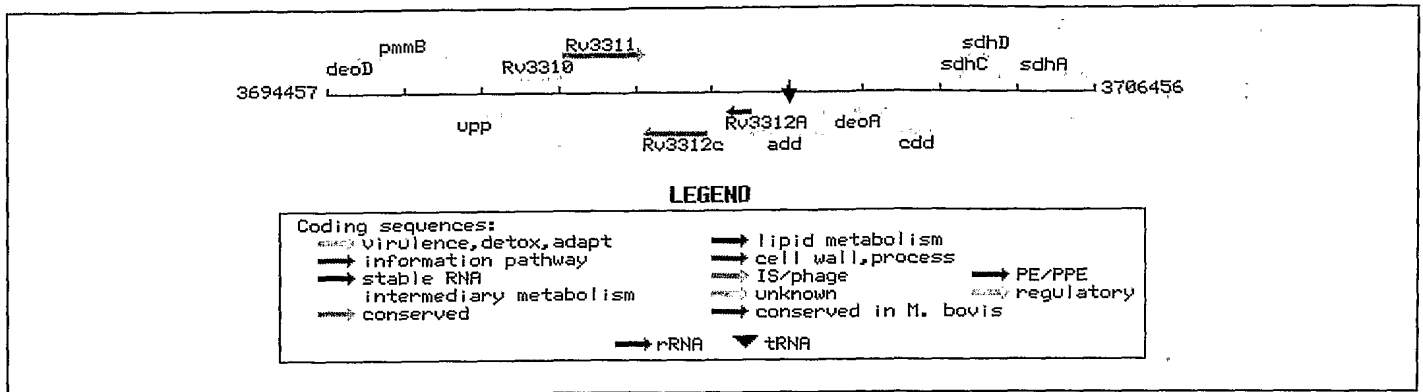 pmmB
Rv3311
sdhD
deoD
Rv3310
sdhC
sdhA
3694457
3706456
upp
Rv3312A
deoA
Rv3312c
add
cdd
LEGEND
Coding sequences:
virulence,detox,adapt
lipid metabolism
information pathway
cell wall,process
stable RNA
IS/phage
PE/PPE
intermediary metabolism
unknown
regulatory
conserved
conserved in M. bovis
rRNA
tRNA